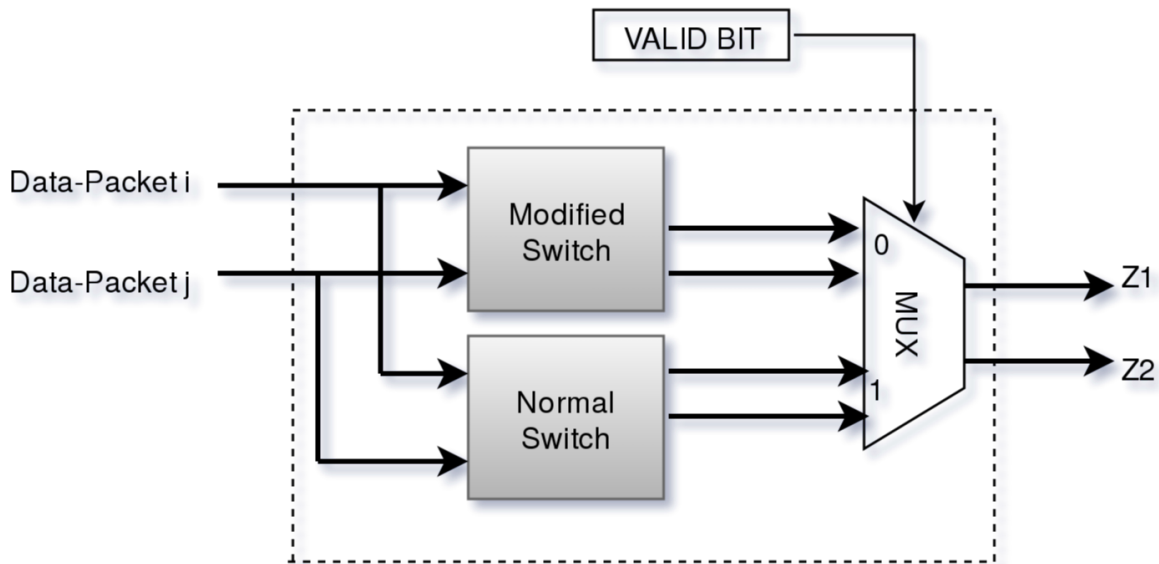 VALID BIT
Data-Packet i
Data-Packet j
Modified
Switch
Normal
Switch
0
MUX
1
Z1
Z2